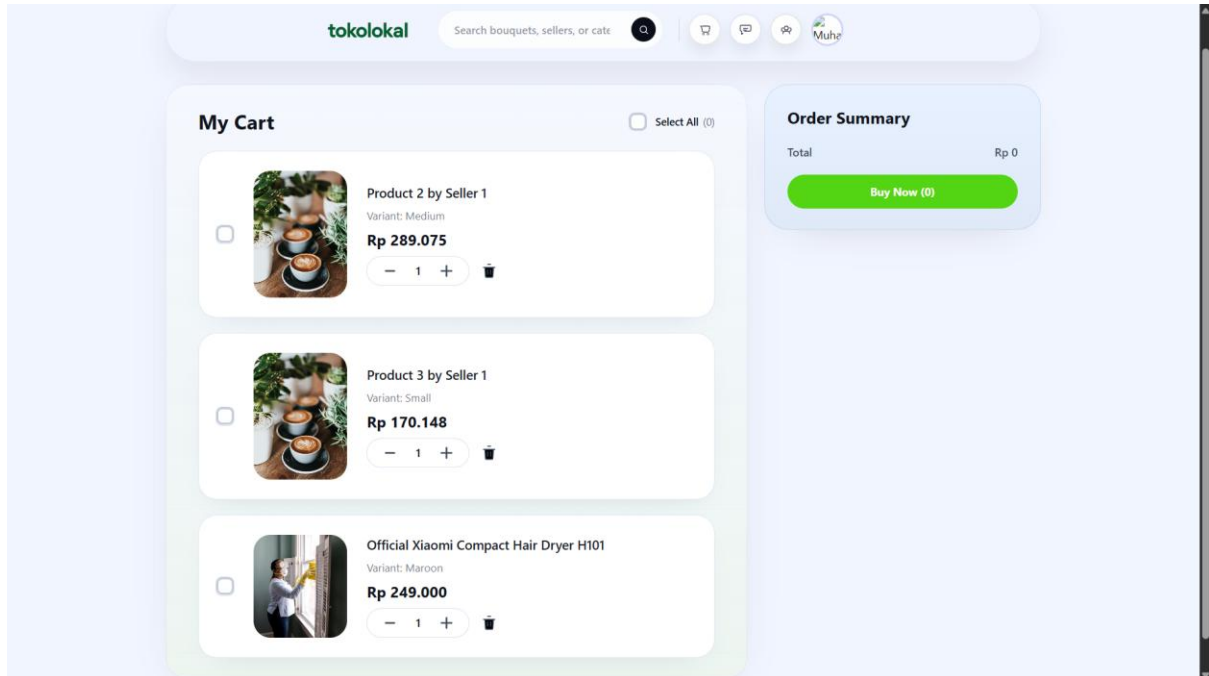 tokolokal
Search bouquets, sellers, or cate
Muha
My Cart
Select All (0)
Product 2 by Seller 1
Variant: Medium
Rp 289.075
1
Product 3 by Seller 1
Variant: Small
Rp 170.148
1
Official Xiaomi Compact Hair Dryer H101
Variant: Maroon
Rp 249.000
1
Order Summary
Total Rp 0
Buy Now (0)